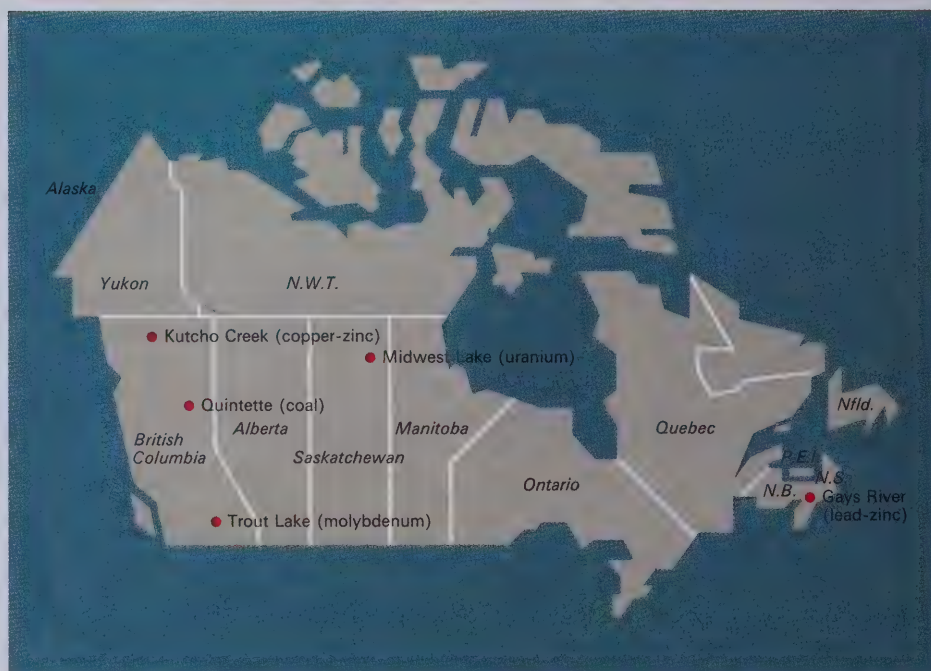 Alaska
Yukon
N.W.T.
Kutcho Creek (copper-zinc)
Midwest Lake (uranium)
Quintette (coal)
Alberta
British
Columbia
Manitoba
Saskatchewan
Ontario
Quebec
Nfld.
P.E.I.
N.S.
N.B.
Gays River
(lead-zinc)
Trout Lake (molybdenum)